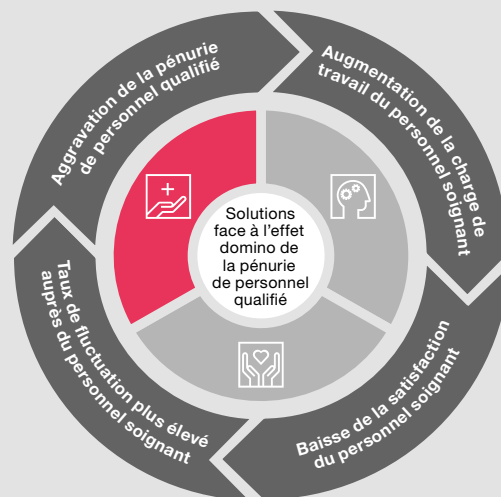 Aggravation de la pénurie
de personnel qualifié
Augmentation de la charge de
travail du personnel soignant
Baisse de la satisfaction
du personnel soignant
Taux de fluctuation plus élevé
auprès du personnel soignant
Solutions
face à l’effet
domino de
la pénurie
de personnel
qualifié